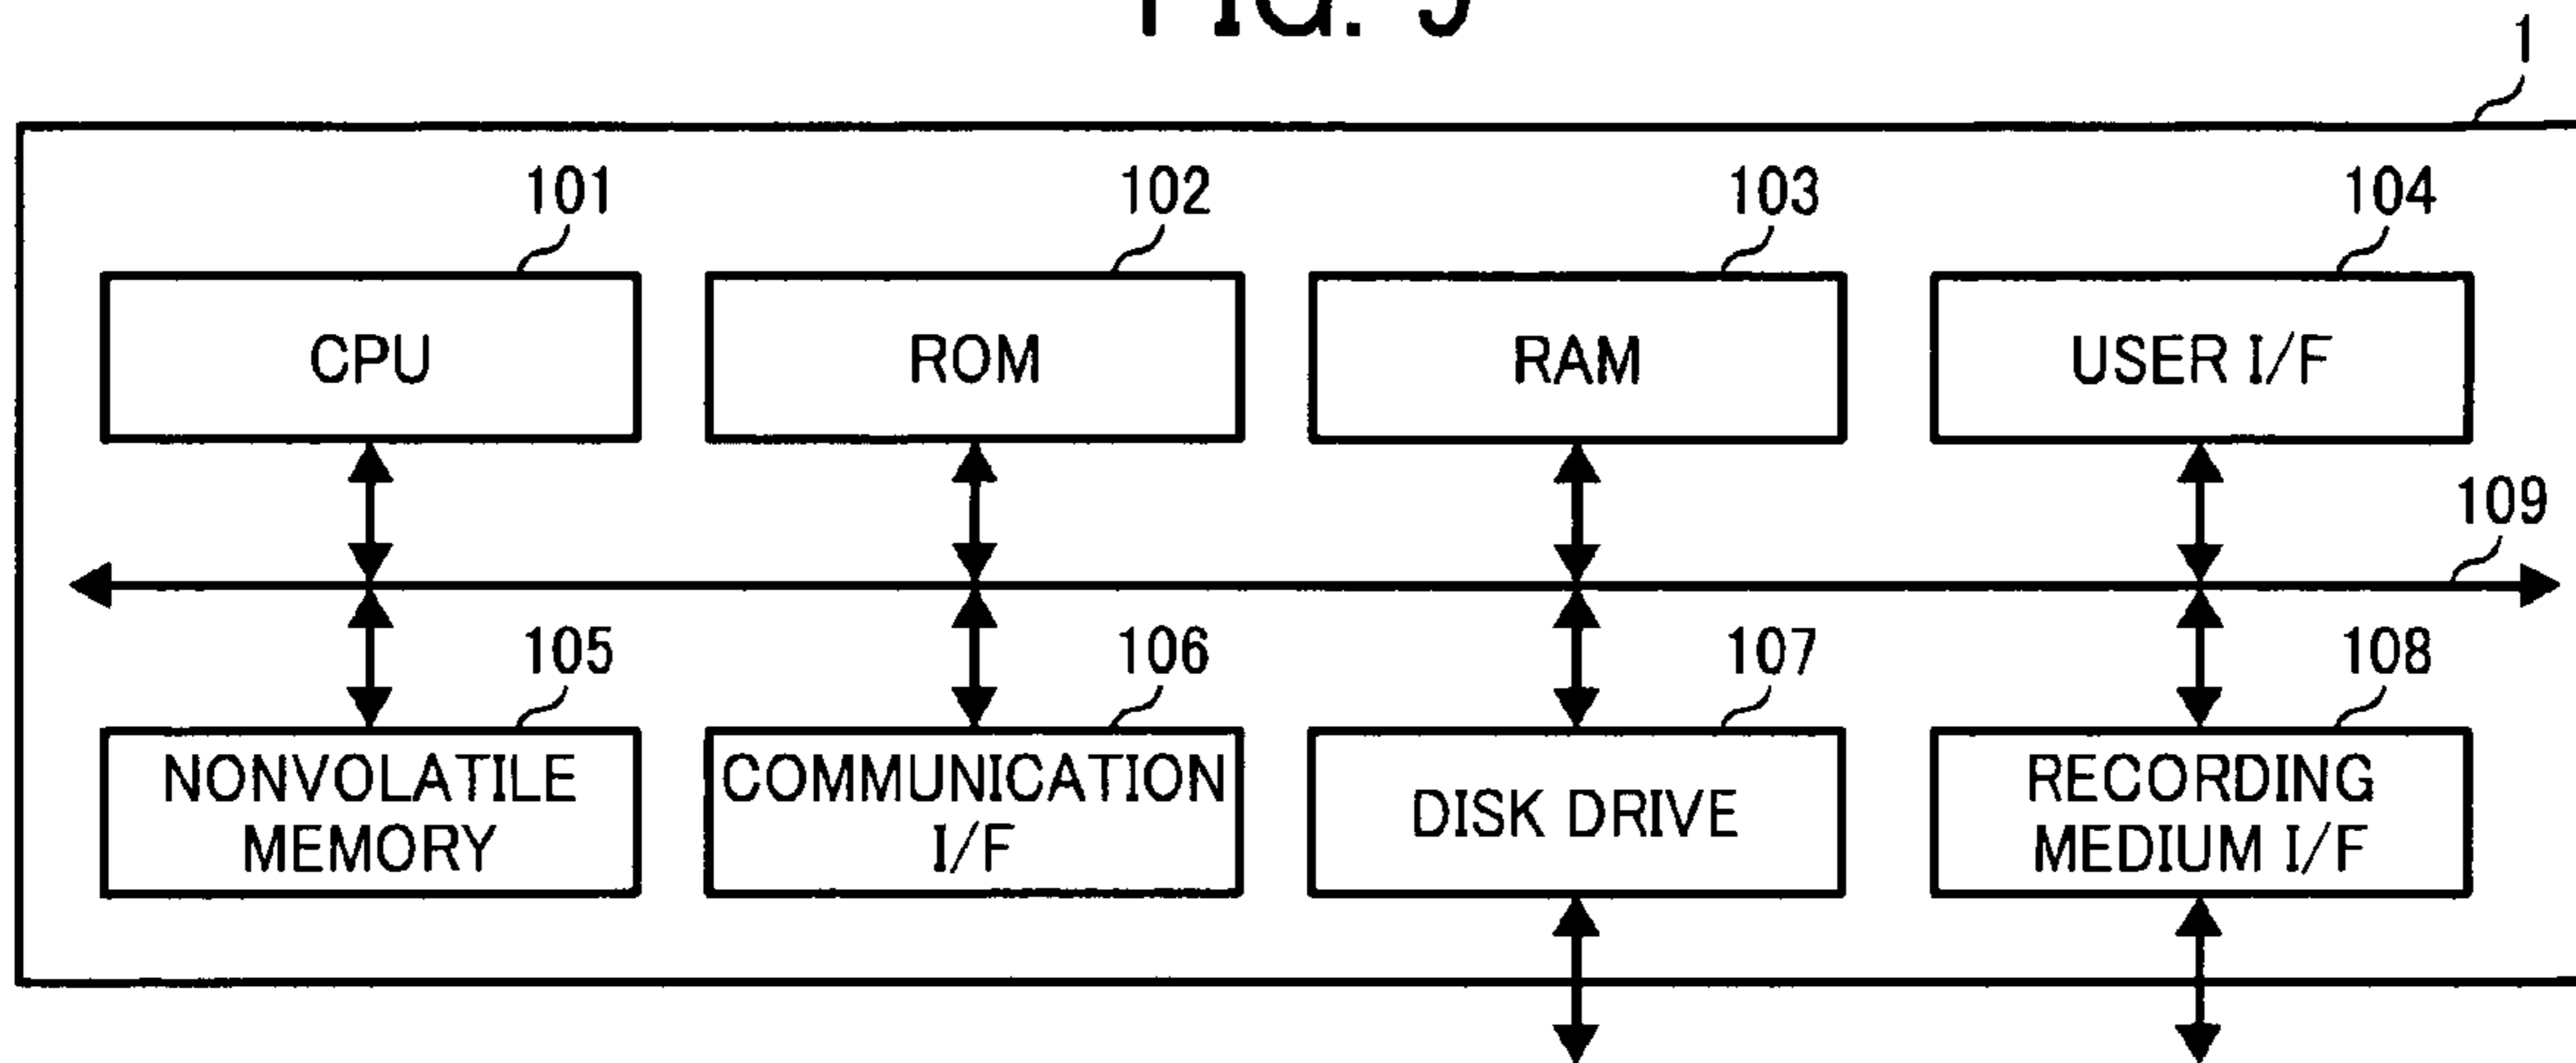 FIG.
1
101
102
103
104
CPU
ROM
RAM
USER I/F
109
105
106
107
108
NONVOLATILE
MEMORY
COMMUNICATION
I/F
DISK DRIVE
RECORDING
MEDIUM I/F